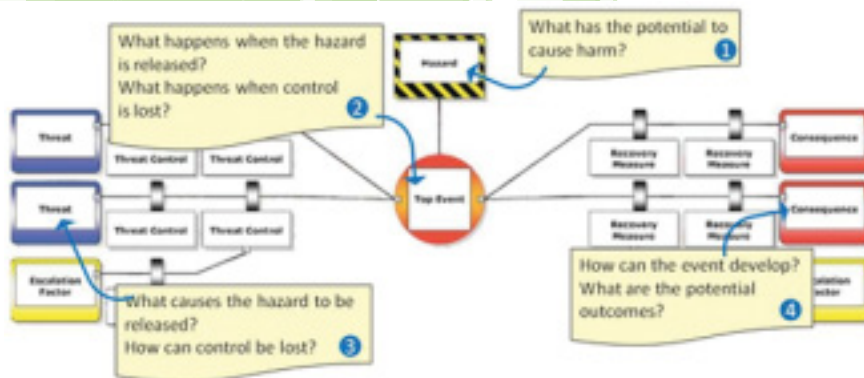 What happens when the hazard
is released?
What happens when control
is lost?
2
What has the potential to
cause harm?
1
Hazard
Threat
Threat Control
Threat Control
Top Event
Recovery
Measure
Recovery
Measure
Consequence
Threat
Threat Control
Threat Control
Recovery
Measure
Recovery
Measure
Consequence
Escalation
Factor
What causes the hazard to be
released?
How can control be lost?
3
How can the event develop?
What are the potential
outcomes?
4